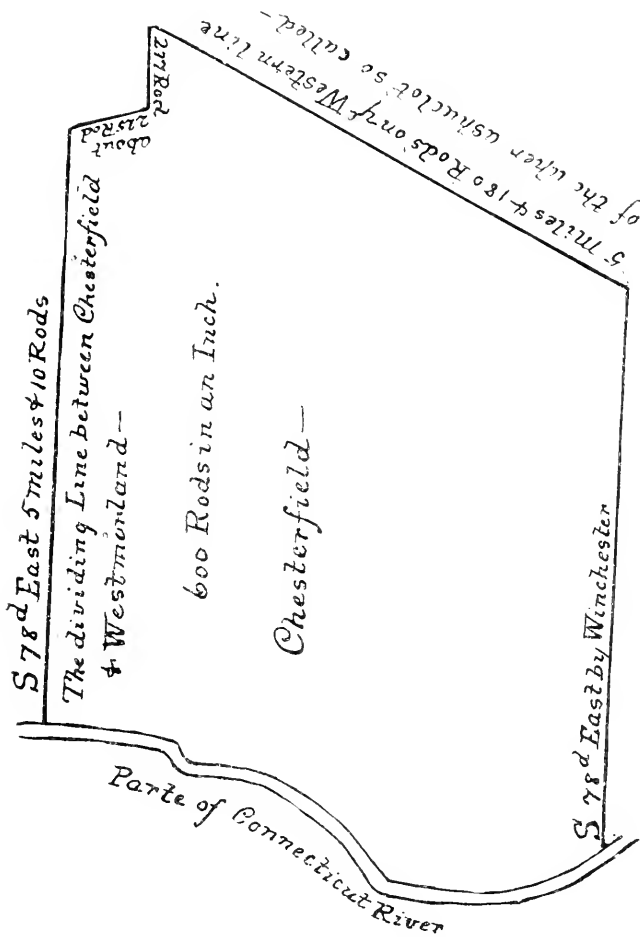 S 78d East 5 miles & 10 Rods
The dividing Line between Chesterfield
& Westmorland—
about
225 Rod
217 Rod
5 miles & 180 Rods on yᵉ Western line
of the upper ashuelot so called—
600 Rods in an Inch.
Chesterfield—
S 78d East by Winchester
Parte of Connecticut River